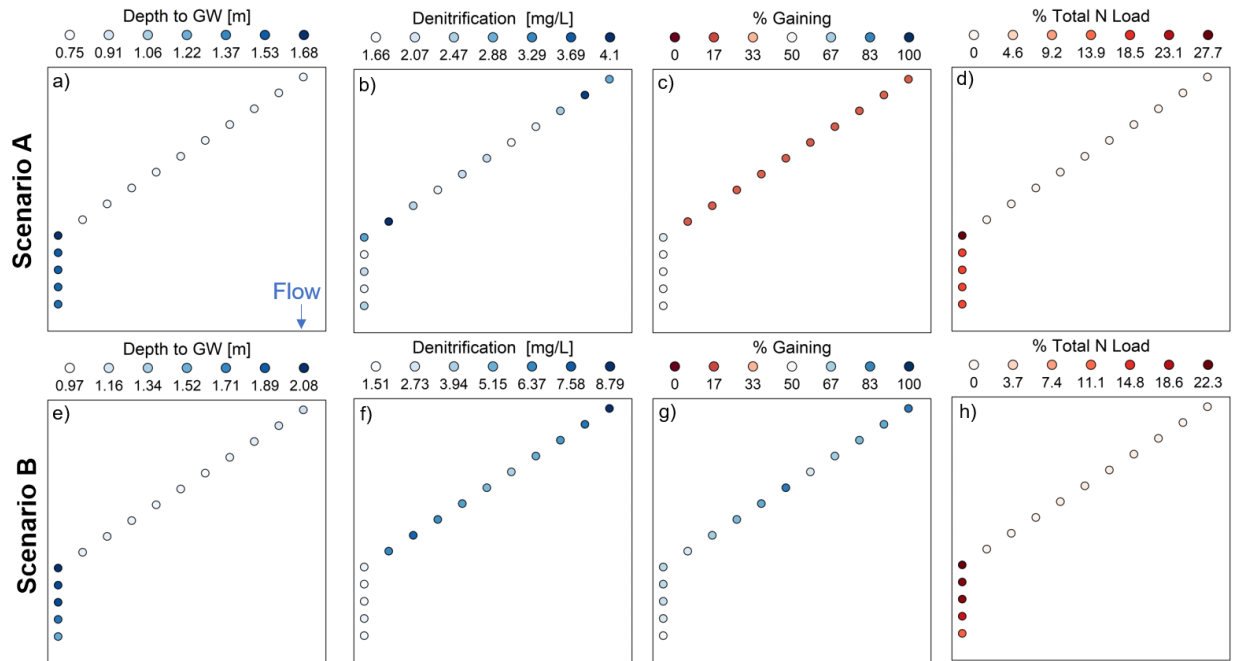 Depth to GW [m]
0.75 0.91 1.06 1.22 1.37 1.53 1.68
Denitrification [mg/L]
1.66 2.07 2.47 2.88 3.29 3.69 4.1
% Gaining
0 17 33 50 67 83 100
% Total N Load
0 4.6 9.2 13.9 18.5 23.1 27.7
Scenario A
a)
b)
c)
d)
Flow
Depth to GW [m]
0.97 1.16 1.34 1.52 1.71 1.89 2.08
Denitrification [mg/L]
1.51 2.73 3.94 5.15 6.37 7.58 8.79
% Gaining
0 17 33 50 67 83 100
% Total N Load
0 3.7 7.4 11.1 14.8 18.6 22.3
Scenario B
e)
f)
g)
h)